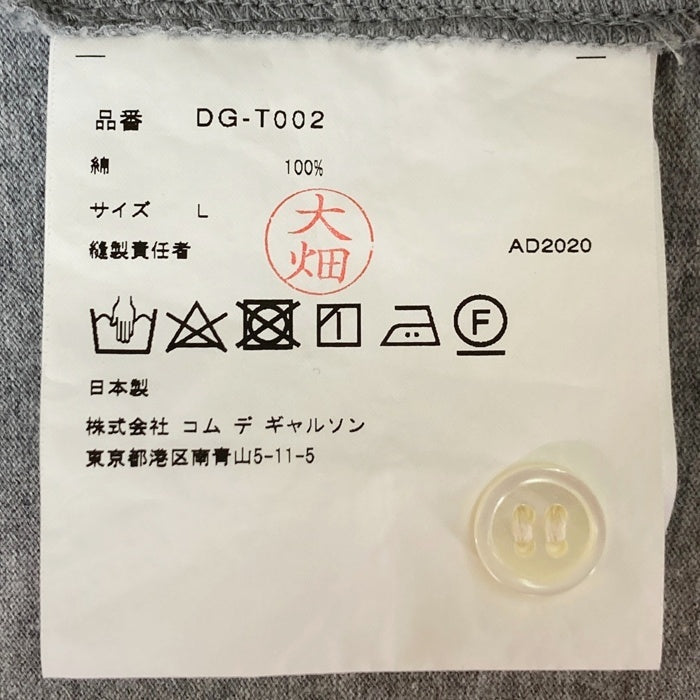 品番 DG-T002
綿 100%
サイズ L
縫製責任者 大畑 AD2020
F
日本製
株式会社 コム デ ギャルソン
東京都港区南青山5-11-5